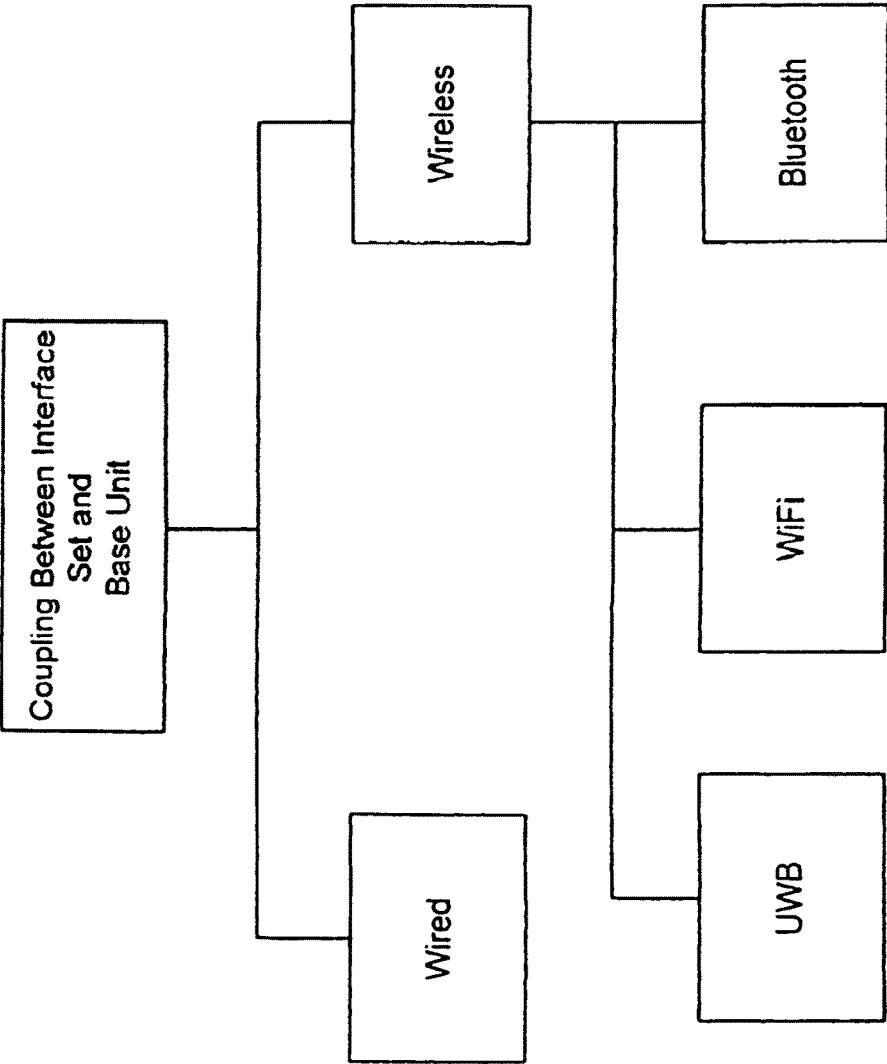 Coupling Between Interface
Set and
Base Unit
Wired
Wireless
UWB
WiFi
Bluetooth